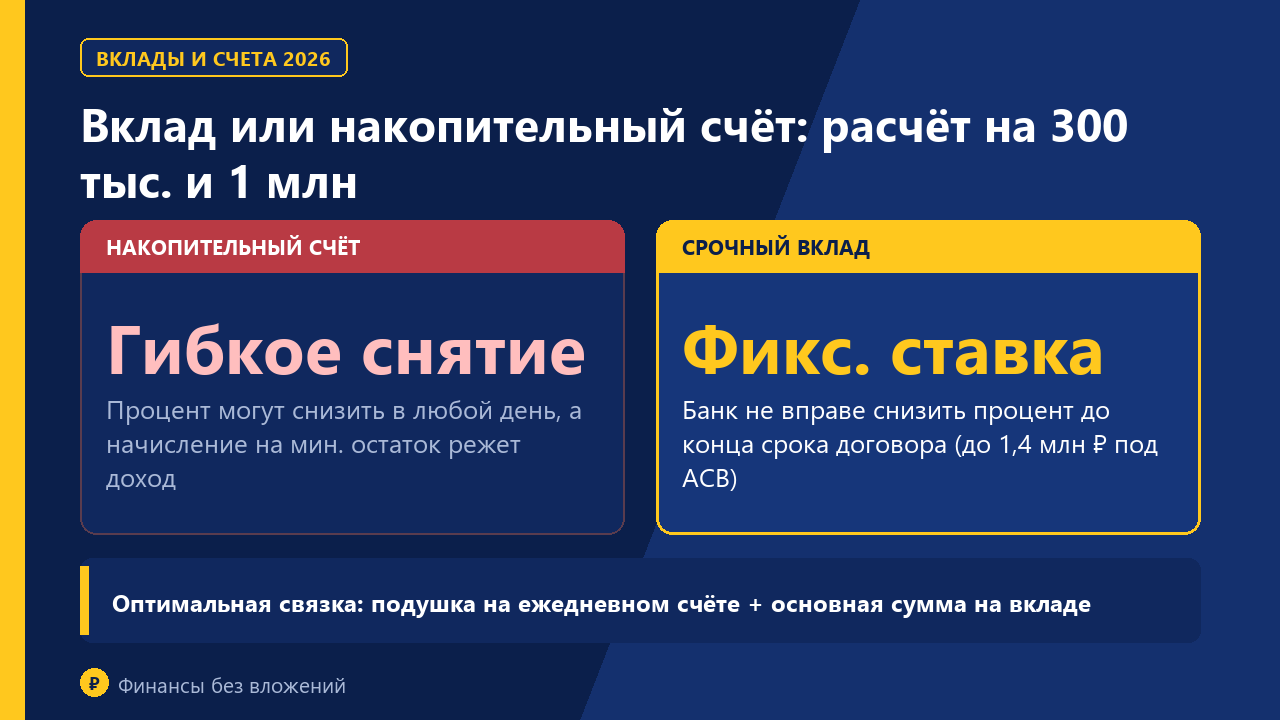 ВКЛАДЫ И СЧЕТА 2026
Вклад или накопительный счёт: расчёт на 300
тыс. и 1 млн
НАКОПИТЕЛЬНЫЙ СЧЁТ
Гибкое снятие
Процент могут снизить в любой день, а
начисление на мин. остаток режет
доход
СРОЧНЫЙ ВКЛАД
Фикс. ставка
Банк не вправе снизить процент до
конца срока договора (до 1,4 млн ₽ под
АСВ)
Оптимальная связка: подушка на ежедневном счёте + основная сумма на вкладе
₽ Финансы без вложений